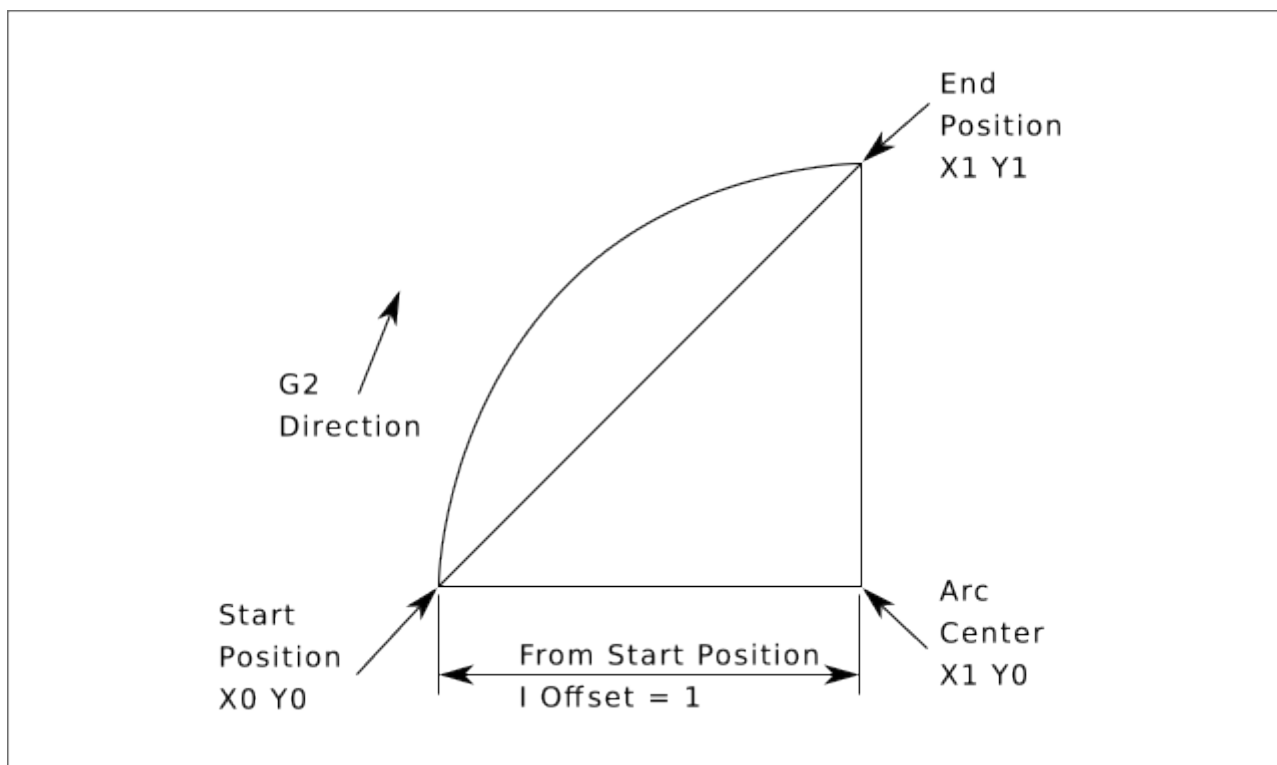 End
Position
X1 Y1
G2
Direction
Start
Position
X0 Y0
From Start Position
I Offset = 1
Arc
Center
X1 Y0